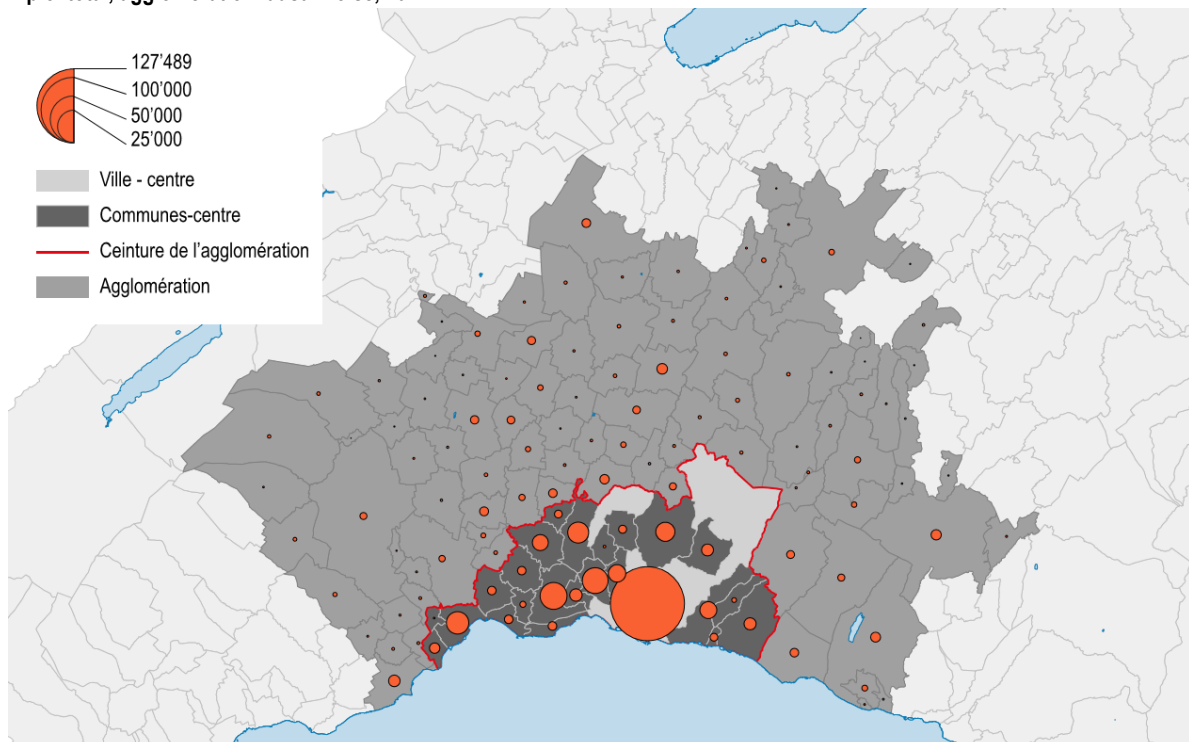 127’489
100’000
50’000
25’000
Ville - centre
Communes-centre
Ceinture de l’agglomération
Agglomération